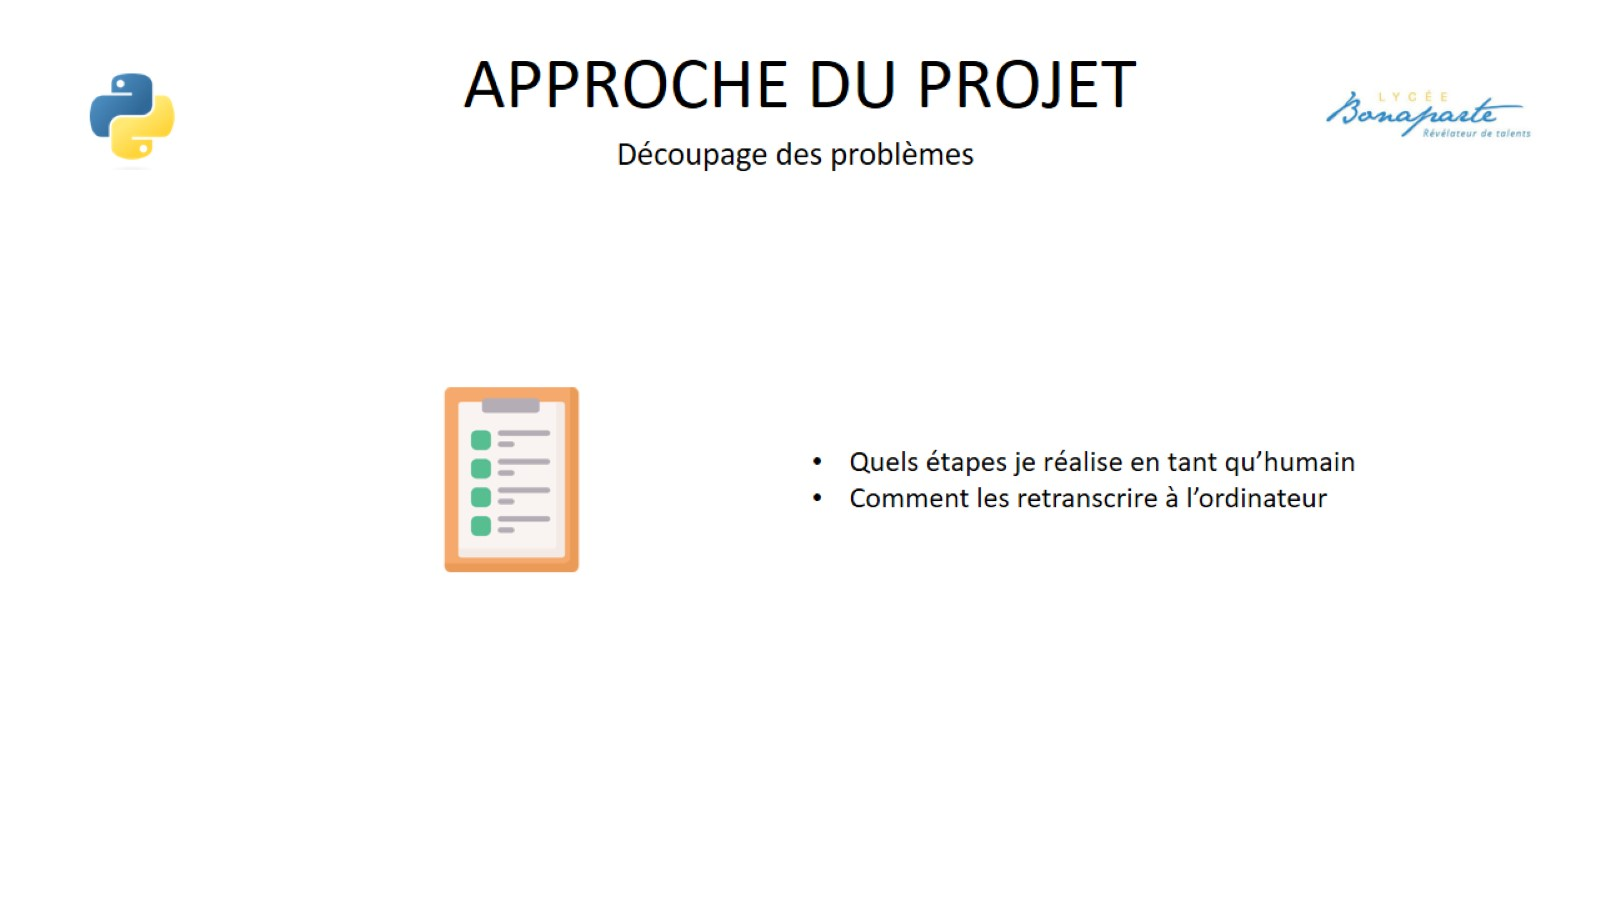 APPROCHE DU PROJET
Découpage des problèmes
LYCÉE
Bonaparte
Révélateur de talents
• Quels étapes je réalise en tant qu’humain
• Comment les retranscrire à l’ordinateur